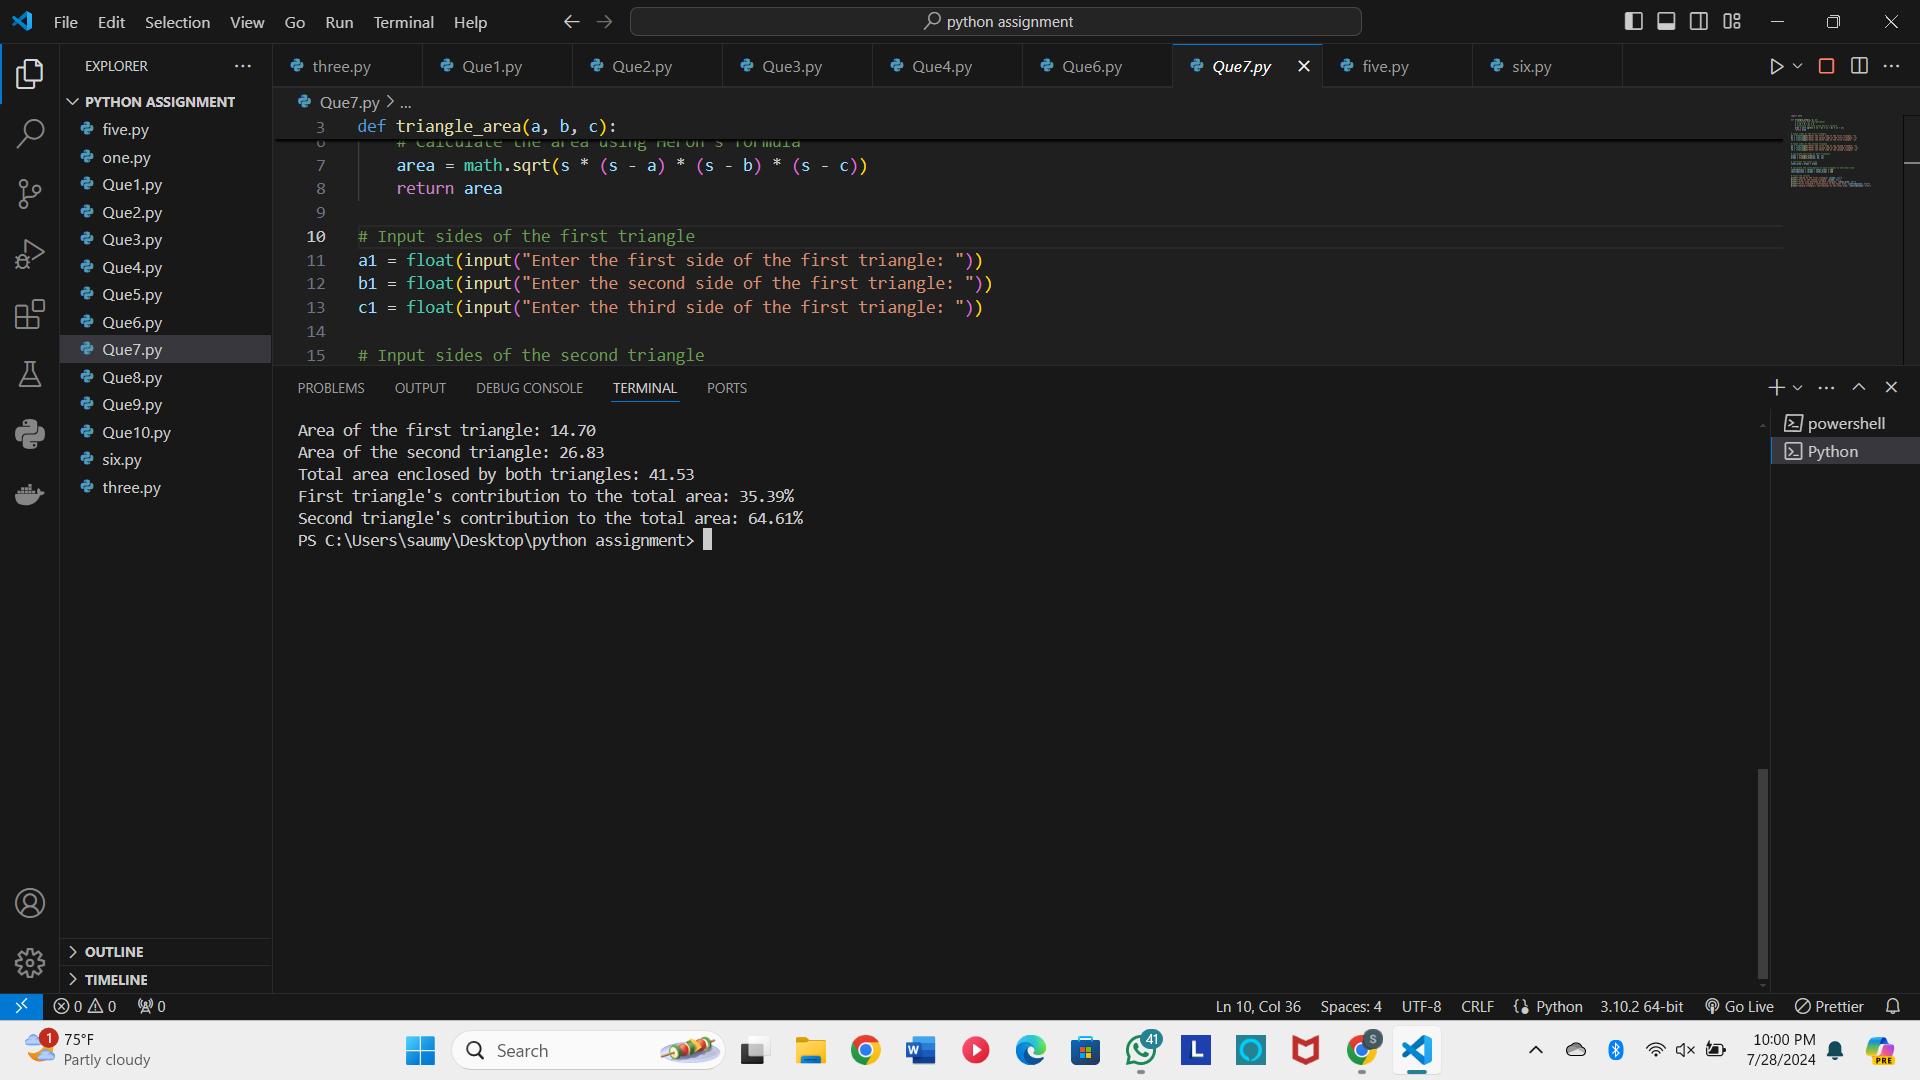 File Edit Selection View Go Run Terminal Help
python assignment
EXPLORER
three.py Que1.py Que2.py Que3.py Que4.py Que6.py Que7.py five.py six.py
PYTHON ASSIGNMENT
five.py
one.py
Que1.py
Que2.py
Que3.py
Que4.py
Que5.py
Que6.py
Que7.py
Que8.py
Que9.py
Que10.py
six.py
three.py
OUTLINE
TIMELINE
Que7.py > ...
3 def triangle_area(a, b, c):
6 # Calculate the area using Heron's formula
7 area = math.sqrt(s * (s - a) * (s - b) * (s - c))
8 return area
9
10 # Input sides of the first triangle
11 a1 = float(input("Enter the first side of the first triangle: "))
12 b1 = float(input("Enter the second side of the first triangle: "))
13 c1 = float(input("Enter the third side of the first triangle: "))
14
15 # Input sides of the second triangle
PROBLEMS OUTPUT DEBUG CONSOLE TERMINAL PORTS
Area of the first triangle: 14.70
Area of the second triangle: 26.83
Total area enclosed by both triangles: 41.53
First triangle's contribution to the total area: 35.39%
Second triangle's contribution to the total area: 64.61%
PS C:\Users\saumy\Desktop\python assignment>
powershell
Python
0 0 0
Ln 10, Col 36 Spaces: 4 UTF-8 CRLF Python 3.10.2 64-bit Go Live Prettier
1
75°F
Partly cloudy
Search
41
L
S
10:00 PM
7/28/2024
PRE